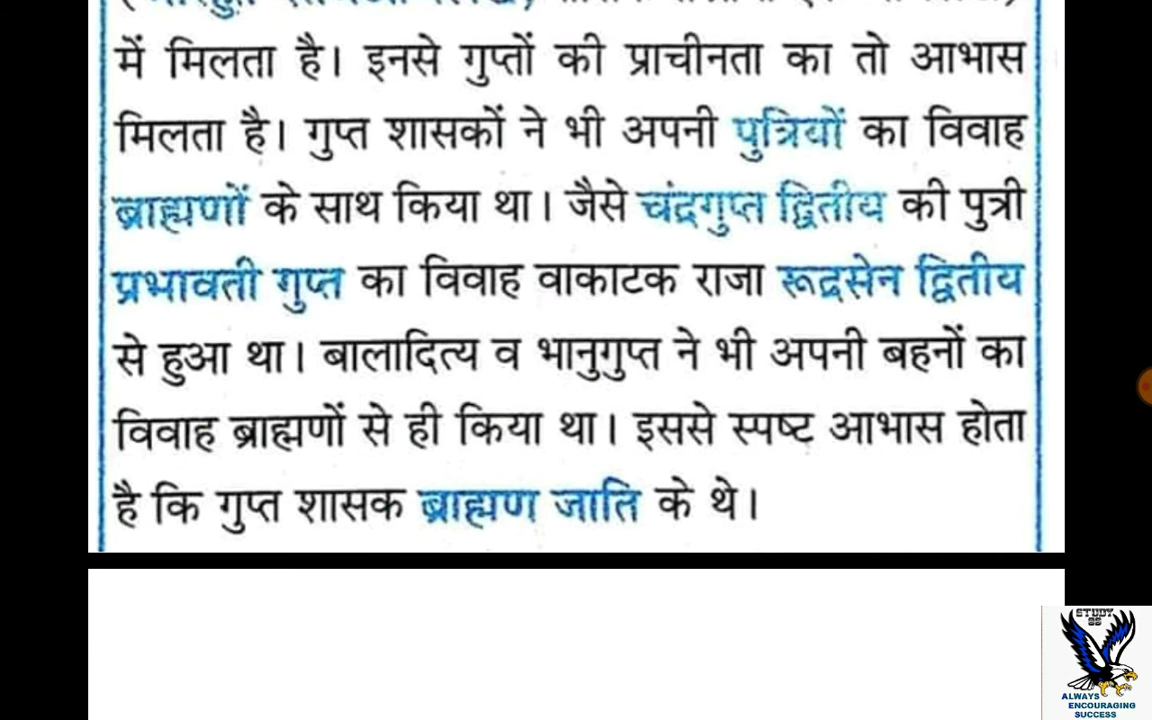 में मिलता है। इनसे गुप्तों की प्राचीनता का तो आभास
मिलता है। गुप्त शासकों ने भी अपनी पुत्रियों का विवाह
ब्राह्मणों के साथ किया था। जैसे चंद्रगुप्त द्वितीय की पुत्री
प्रभावती गुप्त का विवाह वाकाटक राजा रूद्रसेन द्वितीय
से हुआ था। बालादित्य व भानुगुप्त ने भी अपनी बहनों का
विवाह ब्राह्मणों से ही किया था। इससे स्पष्ट आभास होता
है कि गुप्त शासक ब्राह्मण जाति के थे।
STUDY
ALWAYS
ENCOURAGING
SUCCESS